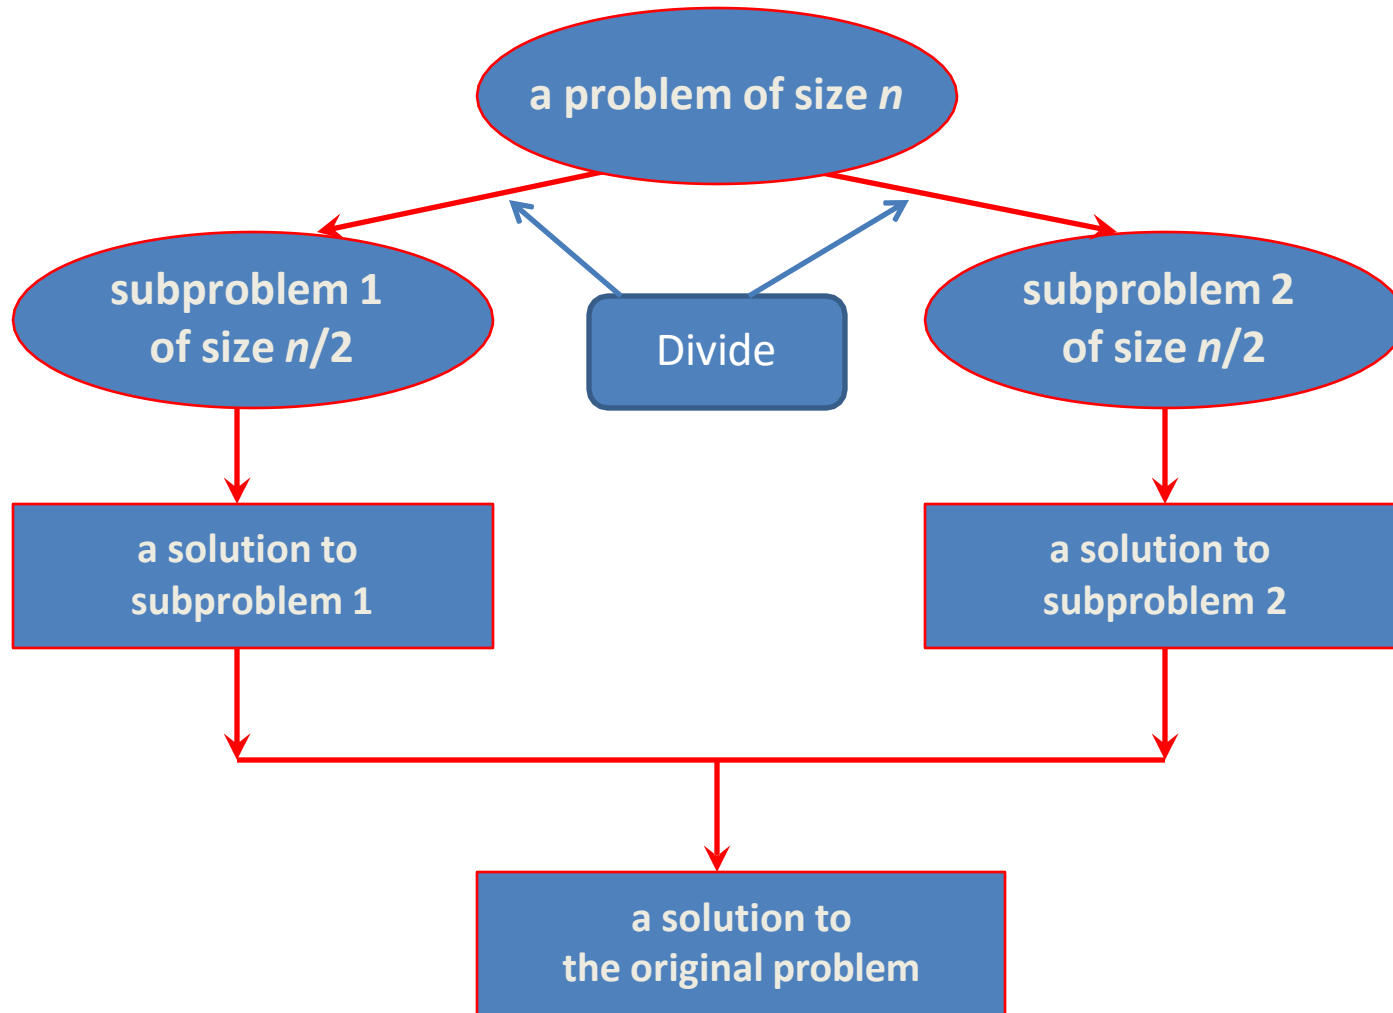 a problem of size n
subproblem 1
of size n/2
Divide
subproblem 2
of size n/2
a solution to
subproblem 1
a solution to
subproblem 2
a solution to
the original problem